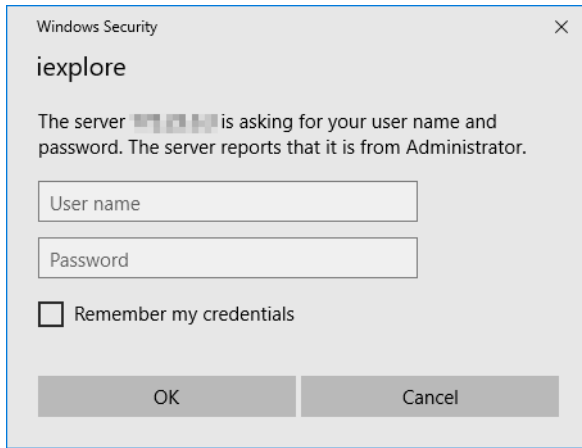 Windows Security
iexplore
The server is asking for your user name and
password. The server reports that it is from Administrator.
User name
Password
Remember my credentials
OK
Cancel